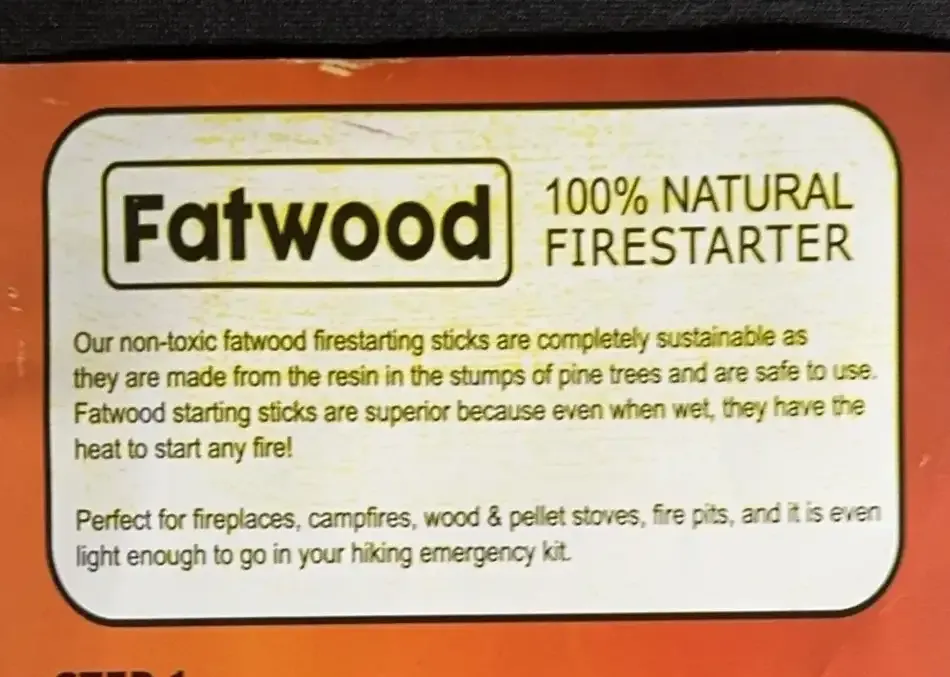 Fatwood
100% NATURAL
FIRESTARTER
Our non-toxic fatwood firestarting sticks are completely sustainable as
they are made from the resin in the stumps of pine trees and are safe to use.
Fatwood starting sticks are superior because even when wet, they have the
heat to start any fire!
Perfect for fireplaces, campfires, wood & pellet stoves, fire pits, and it is even
light enough to go in your hiking emergency kit.
STEP 1